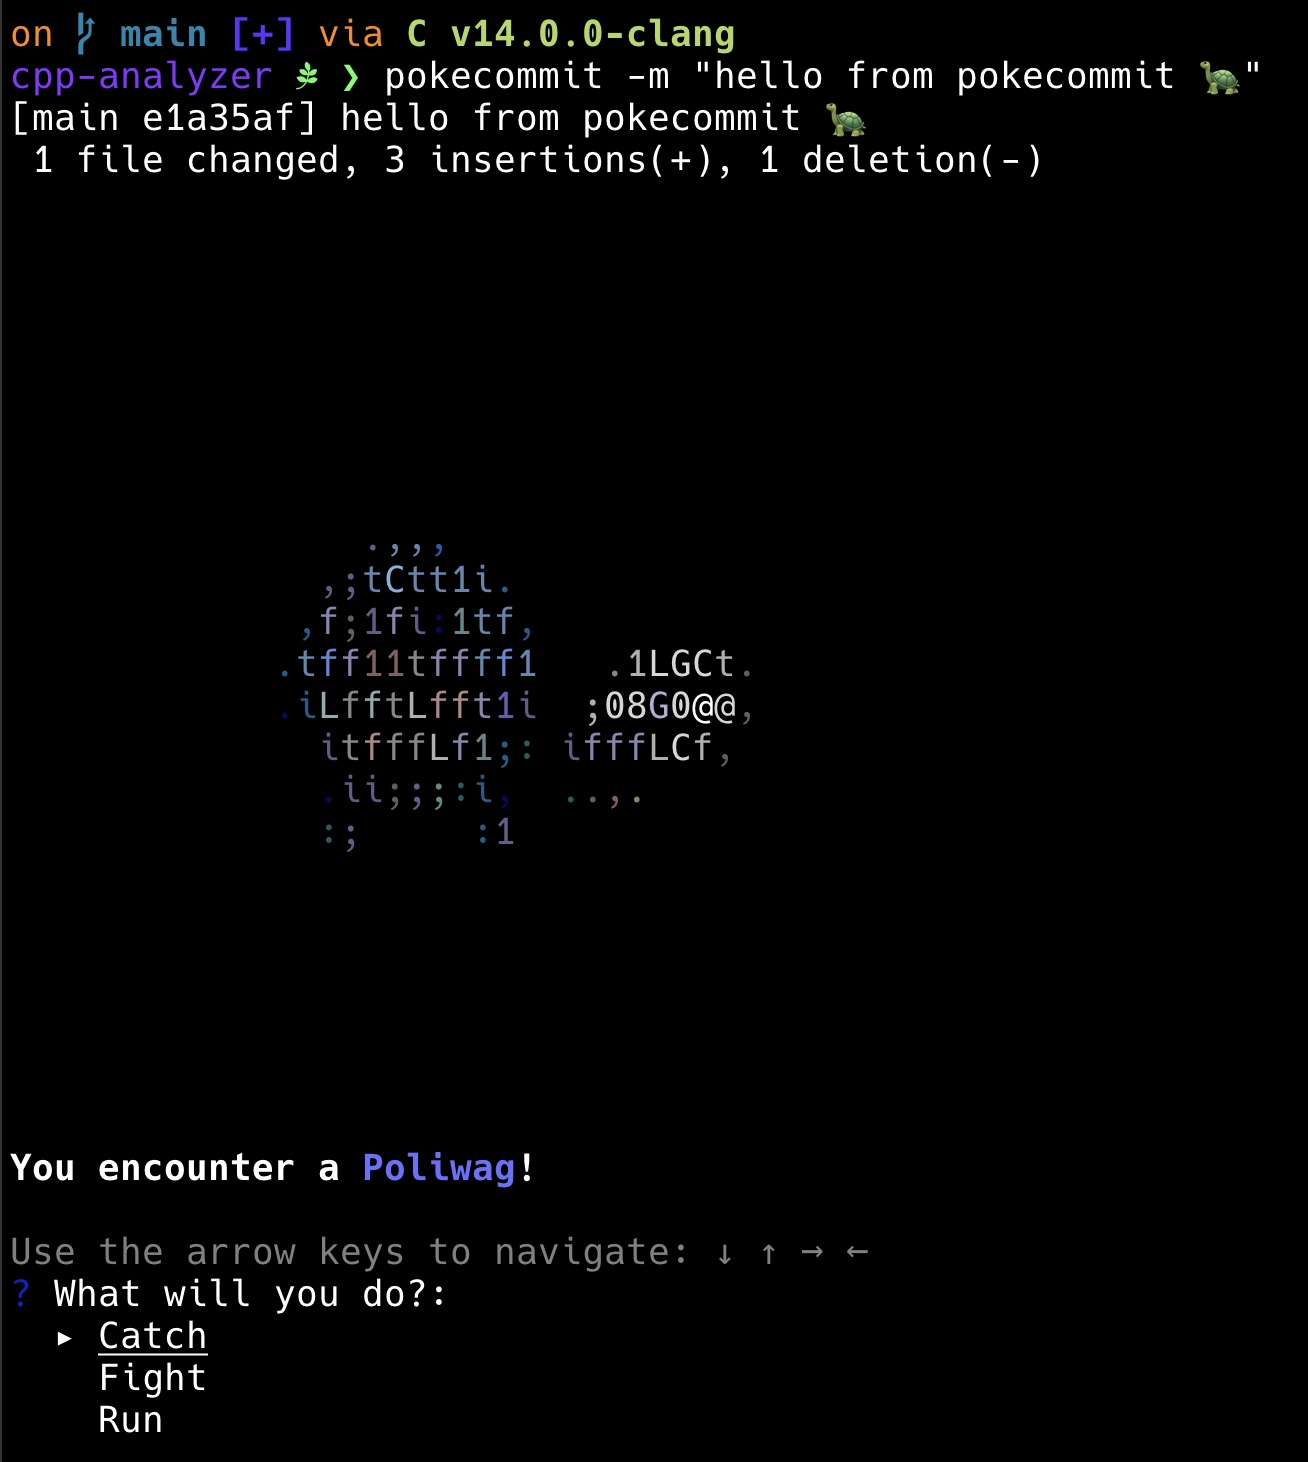 on  main [+] via C v14.0.0-clang
cpp-analyzer ❯ pokecommit -m "hello from pokecommit 🐢"
[main e1a35af] hello from pokecommit 🐢
 1 file changed, 3 insertions(+), 1 deletion(-)
.,,,
,;tCtt1i.
,f;1fi:1tf,
.tff11tffff1   .1LGCt.
.iLfftLfft1i  ;08G0@@,
itfffLf1;: ifffLCf,
.ii;;;:i,  ..,.
:;     :1
You encounter a Poliwag!
Use the arrow keys to navigate: ↓ ↑ → ←
? What will you do?:
  ▸ Catch
    Fight
    Run